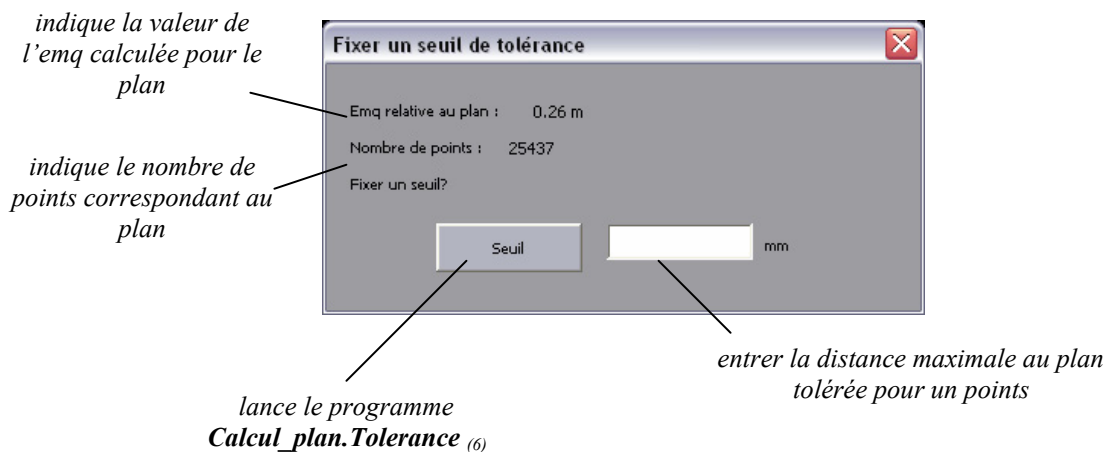 indique la valeur de
l’emq calculée pour le
plan
Fixer un seuil de tolérance
Emq relative au plan : 0.26 m
Nombre de points : 25437
indique le nombre de
points correspondant au
plan
Fixer un seuil?
Seuil
mm
entrer la distance maximale au plan
tolérée pour un points
lance le programme
Calcul_plan.Tolerance (6)